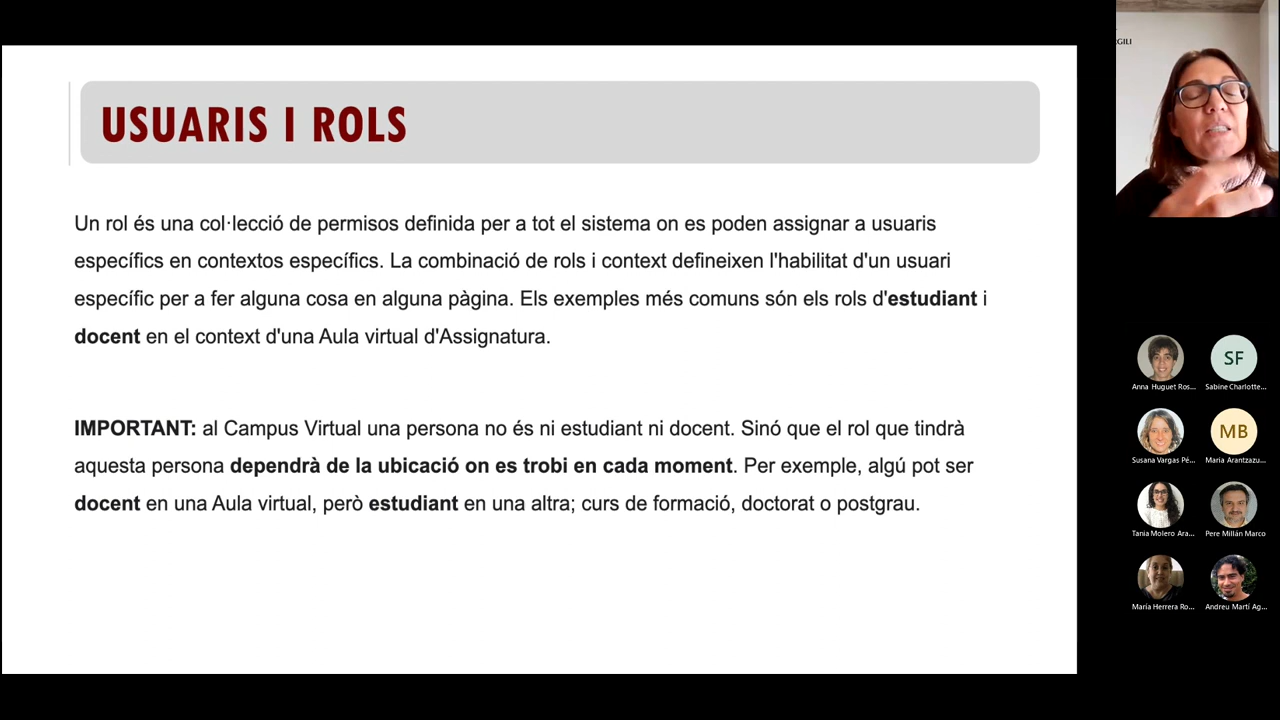 USUARIS I ROLS
Un rol és una col·lecció de permisos definida per a tot el sistema on es poden assignar a usuaris
específics en contextos específics. La combinació de rols i context defineixen l'habilitat d'un usuari
específic per a fer alguna cosa en alguna pàgina. Els exemples més comuns són els rols d'estudiant i
docent en el context d'una Aula virtual d'Assignatura.
IMPORTANT: al Campus Virtual una persona no és ni estudiant ni docent. Sinó que el rol que tindrà
aquesta persona dependrà de la ubicació on es trobi en cada moment. Per exemple, algú pot ser
docent en una Aula virtual, però estudiant en una altra; curs de formació, doctorat o postgrau.
GILI
SF
Anna Huguet Ros...
Sabine Charlotte...
MB
Susana Vargas Pé...
Maria Arantzazu...
Tania Molero Ara...
Pere Millán Marco
María Herrera Ro...
Andreu Martí Ag...